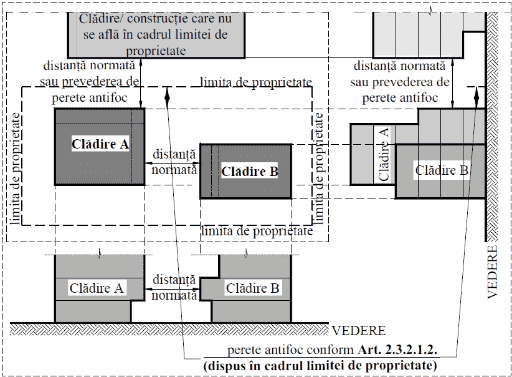 Clădire/ construcție care nu
se află în cadrul limitei de
proprietate
distanță normată
sau prevederea de
perete antifoc
limita de proprietate
distanță normată
sau prevederea de
perete antifoc
limita de proprietate
Clădire A
distanță
normată
Clădire B
limita de proprietate
limita de proprietate
Clădire A
Clădire B
Clădire A
distanță
normată
Clădire B
VEDERE
VEDERE
perete antifoc conform Art. 2.3.2.1.2.
(dispus în cadrul limitei de proprietate)